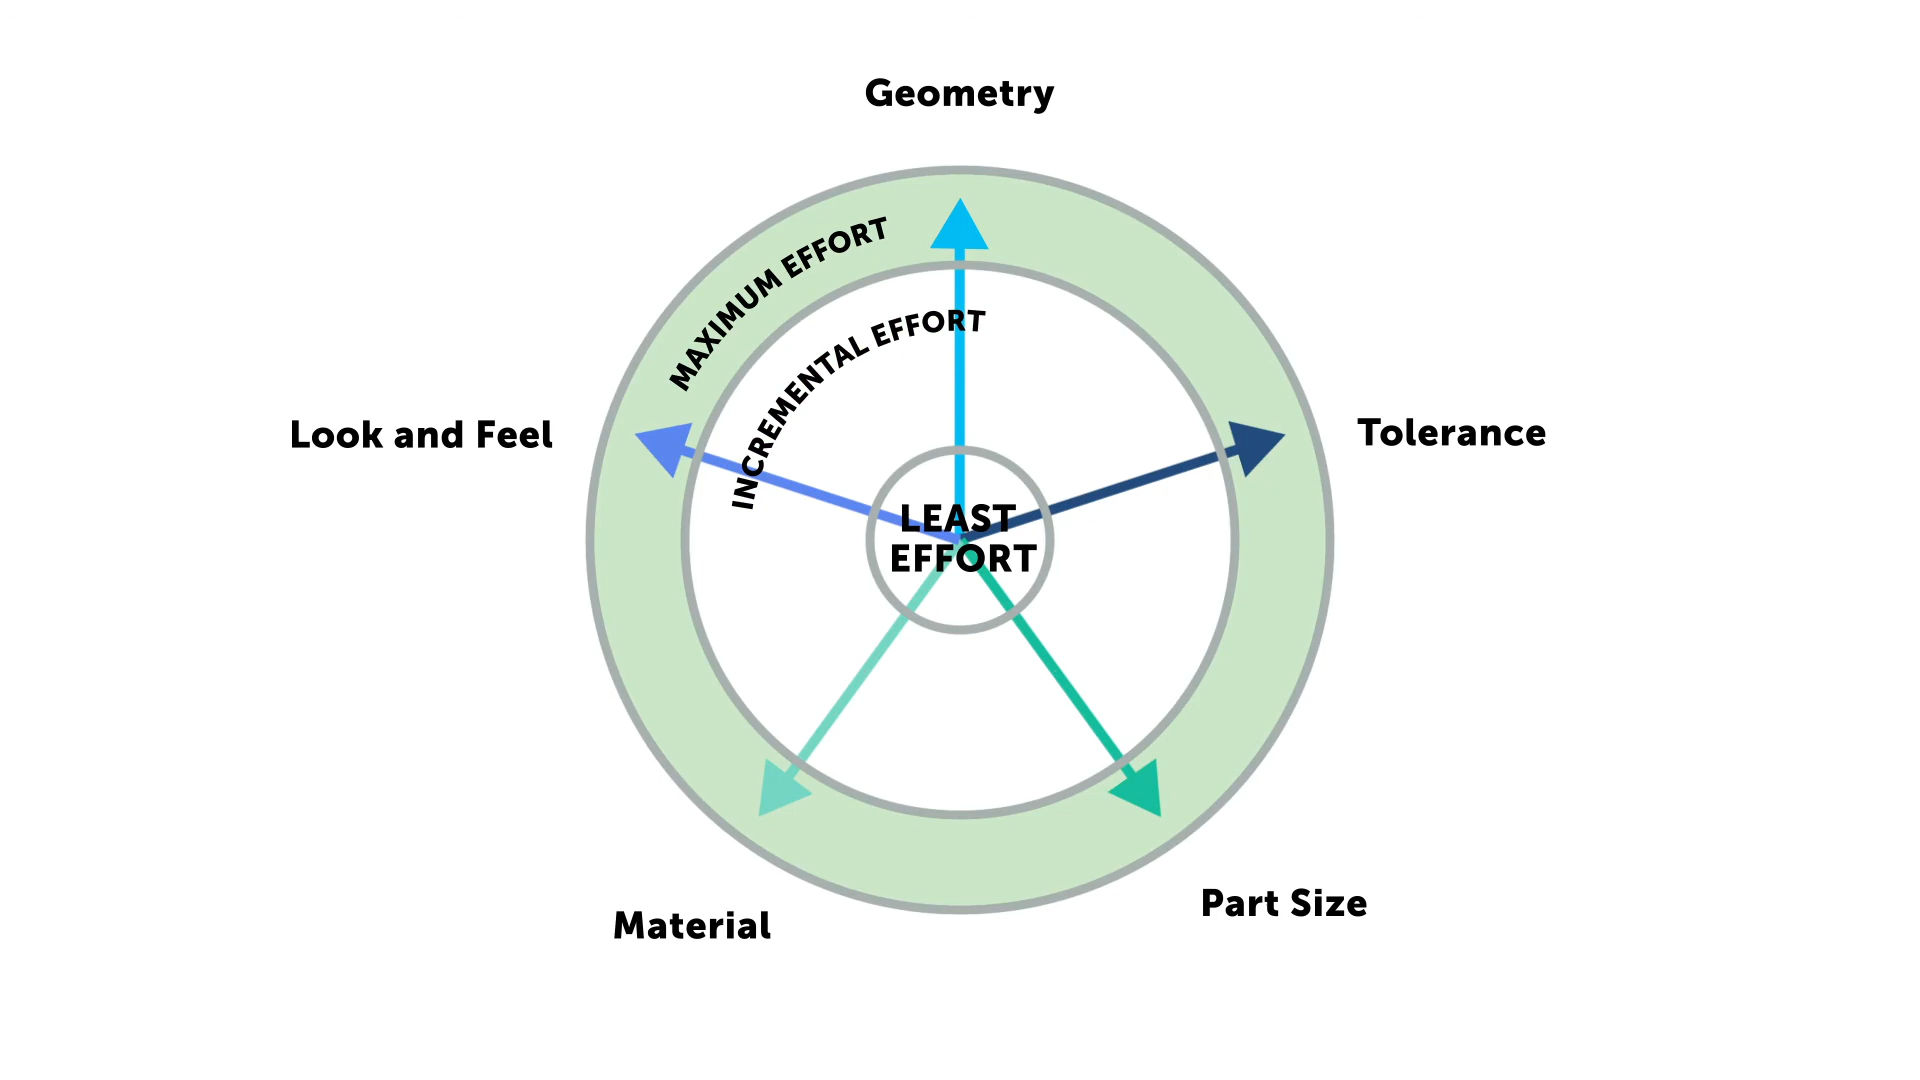 Geometry
MAXIMUM EFFORT
INCREMENTAL EFFORT
Look and Feel
Tolerance
LEAST
EFFORT
Part Size
Material